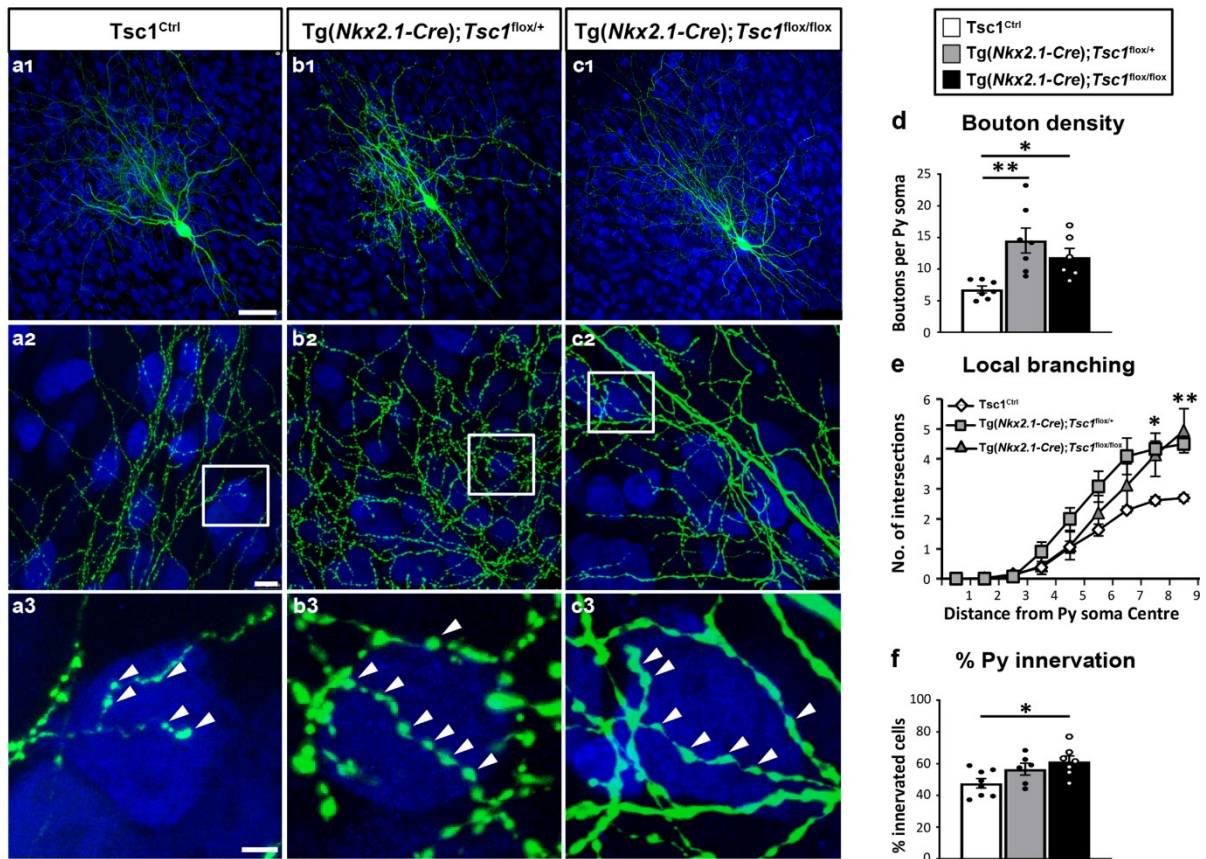 Tsc1Ctrl
Tg(Nkx2.1-Cre);Tsc1flox/+
Tg(Nkx2.1-Cre);Tsc1flox/flox
a1
b1
c1
a2
b2
c2
a3
b3
c3
Tsc1Ctrl
Tg(Nkx2.1-Cre);Tsc1flox/+
Tg(Nkx2.1-Cre);Tsc1flox/flox
d Bouton density
*
**
Boutons per Py soma
25
20
15
10
5
0
e Local branching
Tsc1Ctrl
Tg(Nkx2.1-Cre);Tsc1flox/+
Tg(Nkx2.1-Cre);Tsc1flox/flox
*
**
No. of intersections
6
5
4
3
2
1
0
1 2 3 4 5 6 7 8 9
Distance from Py soma Centre
f % Py innervation
*
% innervated cells
100
80
60
40
20
0